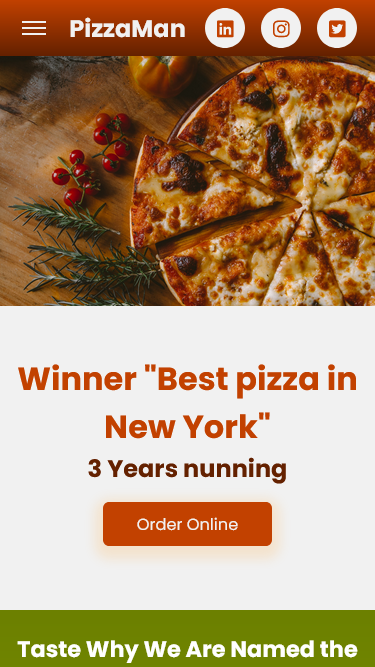 PizzaMan
Winner "Best pizza in
New York"
3 Years nunning
Order Online
Taste Why We Are Named the